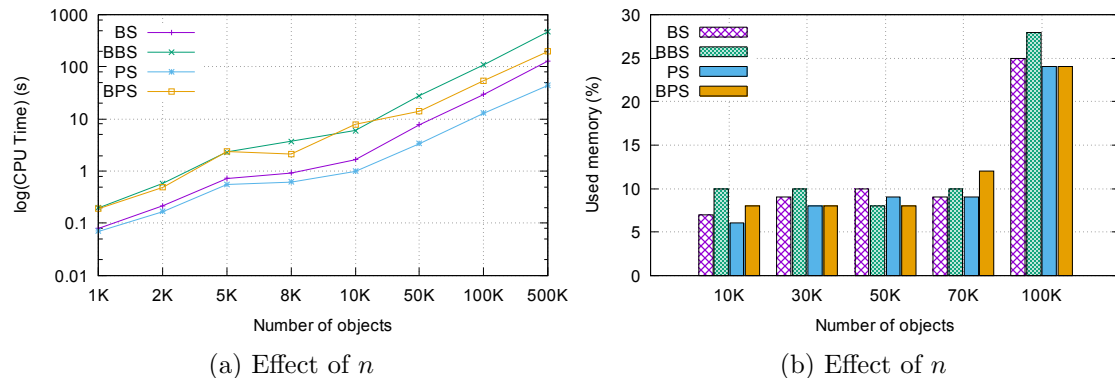 log(CPU Time) (s)
1000
100
10
1
0.1
0.01
BS
BBS
PS
BPS
1K 2K 5K 8K 10K 50K 100K 500K
Number of objects
(a) Effect of n
Used memory (%)
30
25
20
15
10
5
0
BS
BBS
PS
BPS
10K 30K 50K 70K 100K
Number of objects
(b) Effect of n